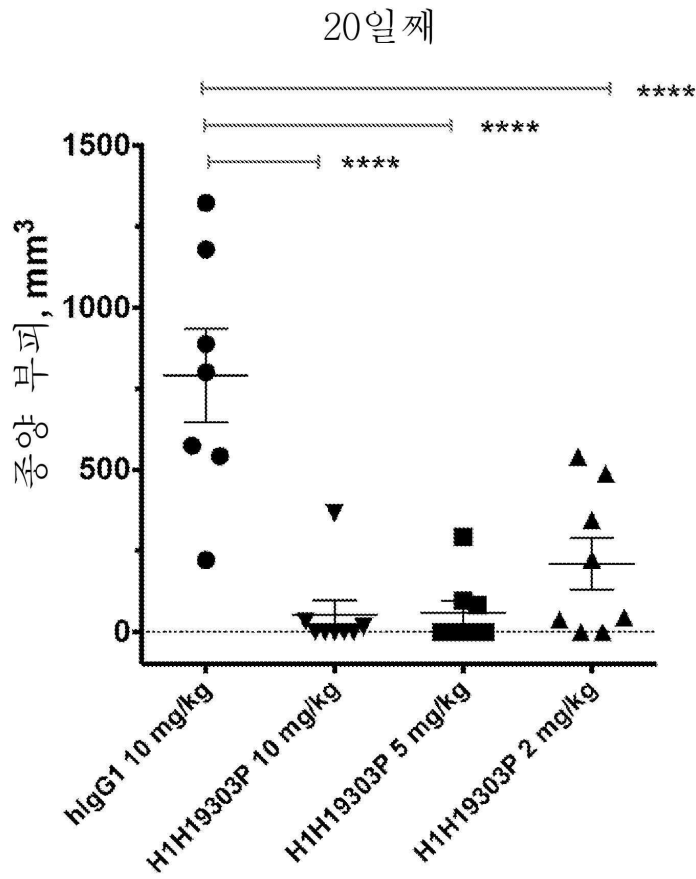 20일째
****
****
****
종양 부피, mm³
1500
1000
500
0
hIgG1 10 mg/kg
H1H19303P 10 mg/kg
H1H19303P 5 mg/kg
H1H19303P 2 mg/kg